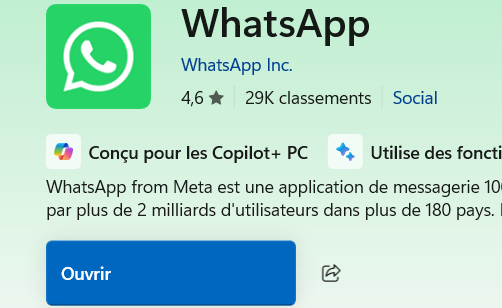 WhatsApp
WhatsApp Inc.
4,6 ★ 29K classements Social
Conçu pour les Copilot+ PC Utilise des foncti
WhatsApp from Meta est une application de messagerie 10
par plus de 2 milliards d'utilisateurs dans plus de 180 pays.
Ouvrir